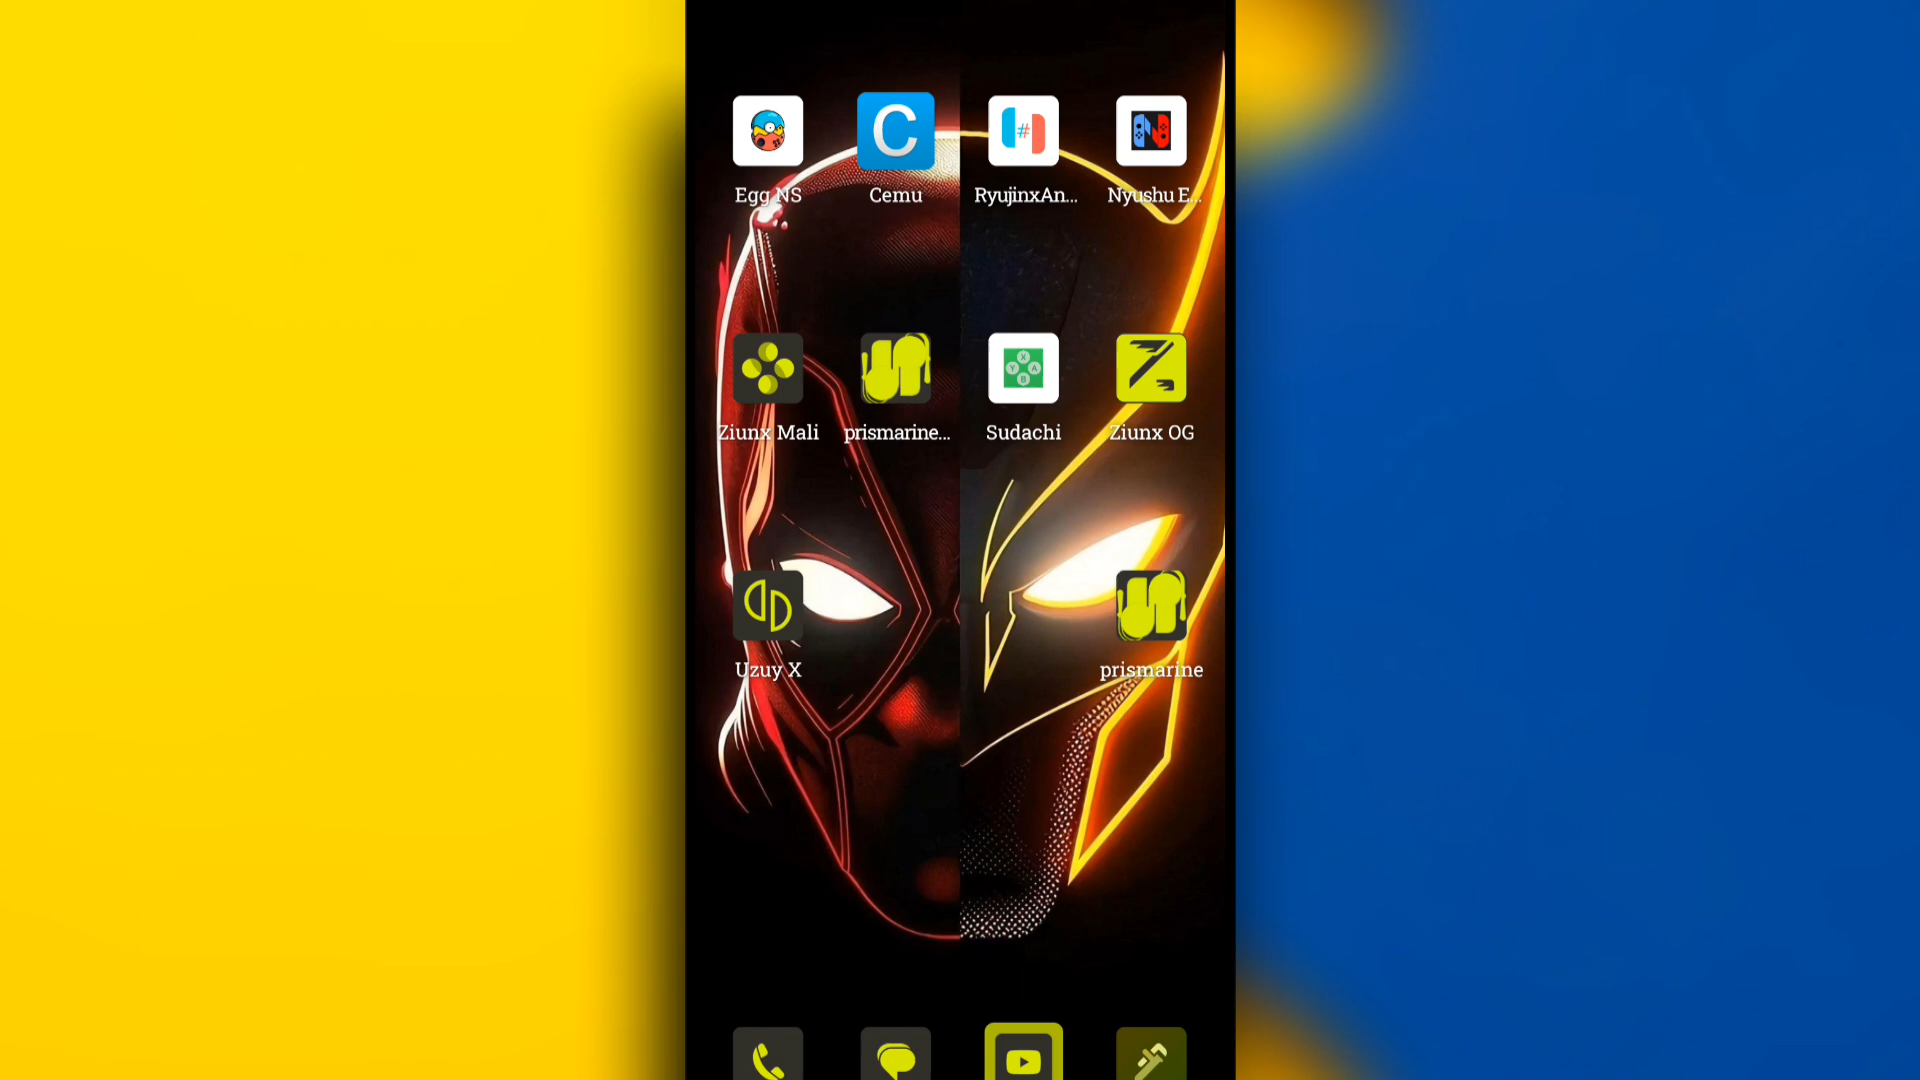 C
#
Egg NS
Cemu
RyujinxAn...
Nyushu E...
X
Y
A
B
Ziunx Mali
prismarine...
Sudachi
Ziunx OG
Uzuy X
prismarine